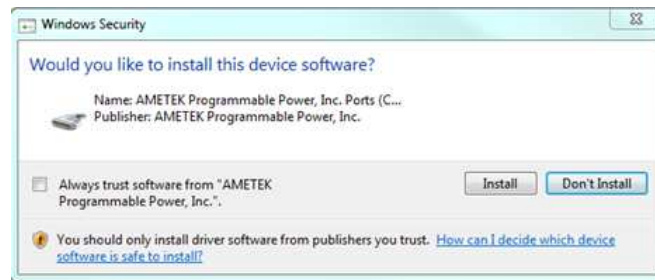 Windows Security
Would you like to install this device software?
Name: AMETEK Programmable Power, Inc. Ports (C...
Publisher: AMETEK Programmable Power, Inc.
Always trust software from "AMETEK
Programmable Power, Inc.".
Install
Don't Install
You should only install driver software from publishers you trust. How can I decide which device
software is safe to install?